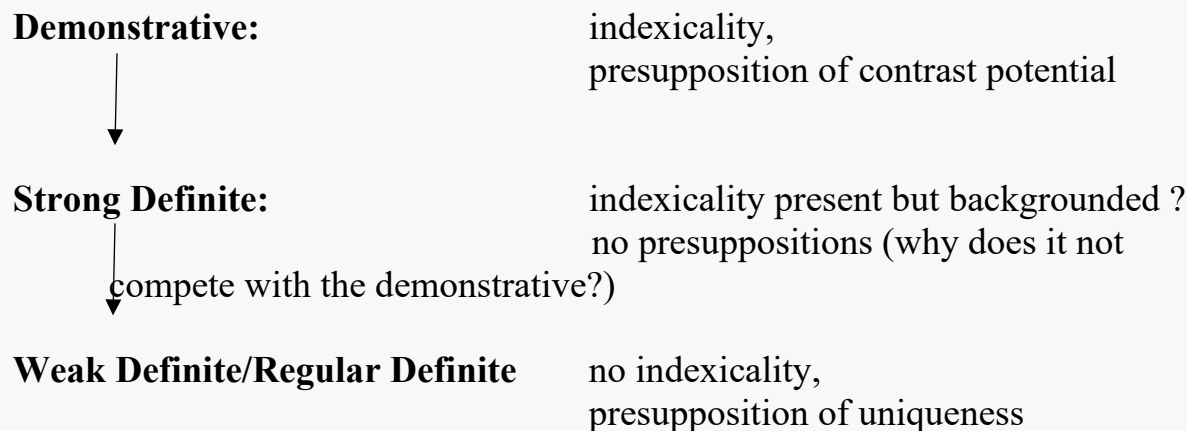 Demonstrative: indexicality,
presupposition of contrast potential
Strong Definite: indexicality present but backgrounded ?
no presuppositions (why does it not
compete with the demonstrative?)
Weak Definite/Regular Definite no indexicality,
presupposition of uniqueness